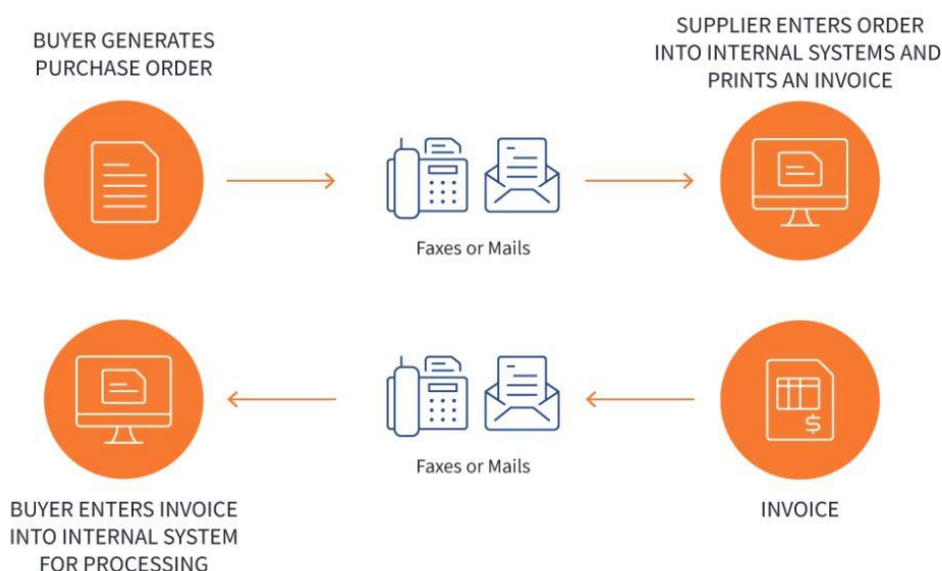 BUYER GENERATES
PURCHASE ORDER
SUPPLIER ENTERS ORDER
INTO INTERNAL SYSTEMS AND
PRINTS AN INVOICE
Faxes or Mails
$
Faxes or Mails
BUYER ENTERS INVOICE
INTO INTERNAL SYSTEM
FOR PROCESSING
INVOICE